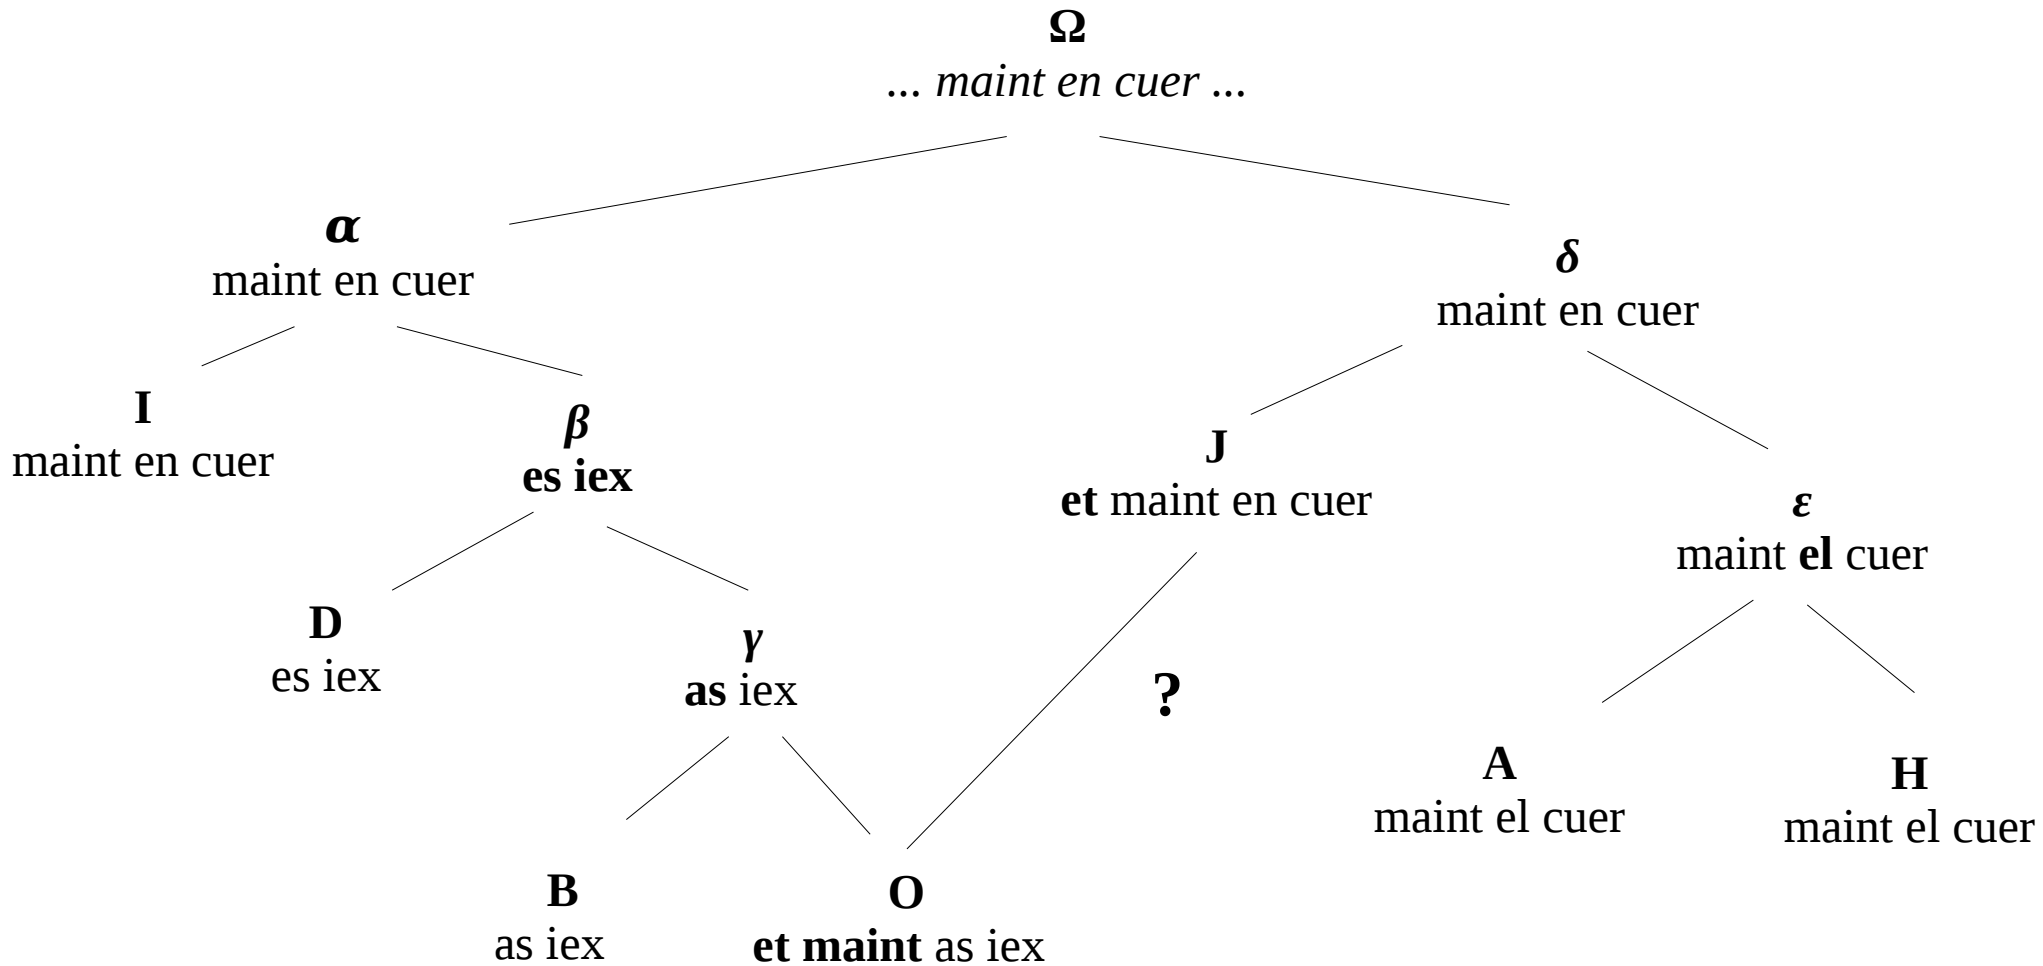 Ω
... maint en cuer ...
α
maint en cuer
δ
maint en cuer
I
maint en cuer
β
es iex
J
et maint en cuer
ε
maint el cuer
D
es iex
γ
as iex
?
A
maint el cuer
H
maint el cuer
B
as iex
O
et maint as iex